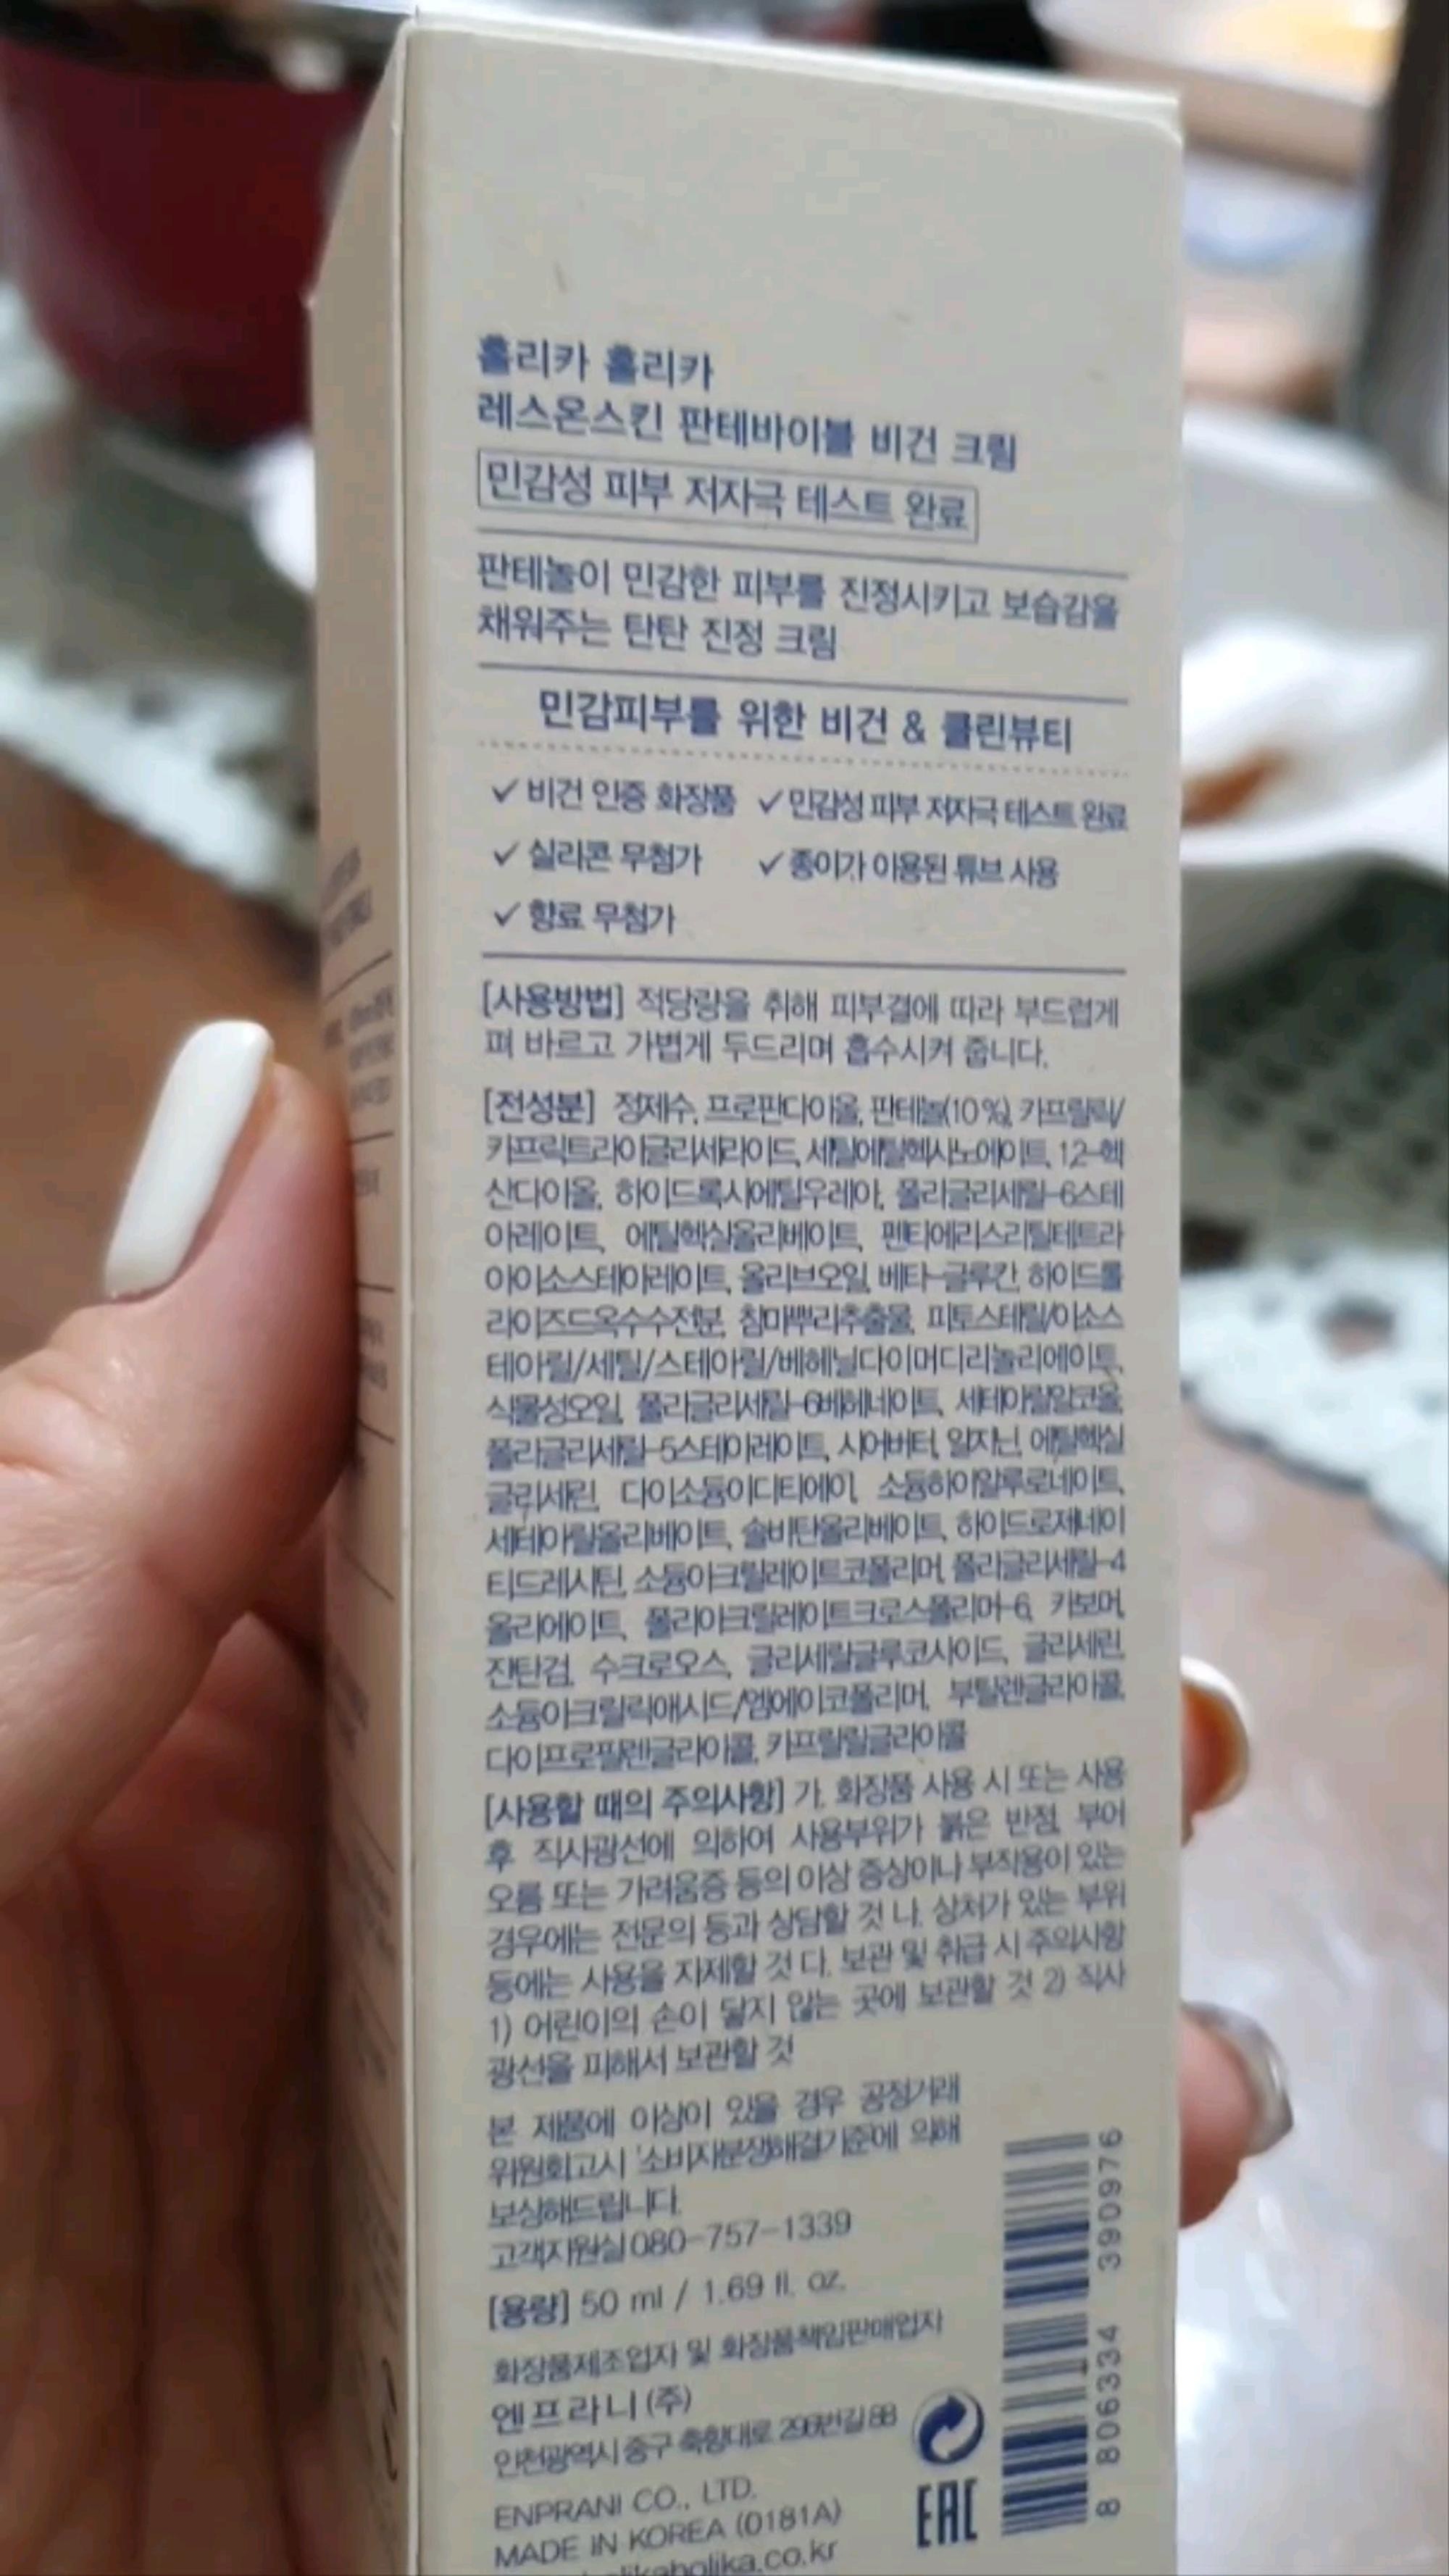 홀리카 홀리카
레스온스킨 판테바이블 비건 크림
민감성 피부 저자극 테스트 완료
판테놀이 민감한 피부를 진정시키고 보습감을
채워주는 탄탄 진정 크림
민감피부를 위한 비건 & 클린뷰티
✓ 비건 인증 화장품 ✓ 민감성 피부 저자극 테스트 완료
✓ 실리콘 무첨가 ✓ 종이가 이용된 튜브 사용
✓ 향료 무첨가
[사용방법] 적당량을 취해 피부결에 따라 부드럽게
펴 바르고 가볍게 두드리며 흡수시켜 줍니다.
[전성분] 정제수, 프로판다이올, 판테놀(10%), 카프릴릭/
카프릭트라이글리세라이드, 세틸에틸헥사노에이트, 1,2-헥
산다이올, 하이드록시에틸우레아, 폴리글리세릴-6스테
아레이트, 에틸헥실올리베이트, 펜타에리스리틸테트라
아이소스테아레이트, 올리브오일, 베타-글루칸, 하이드롤
라이즈드옥수수전분, 참마뿌리추출물, 피토스테릴/아이소스
테아릴/세틸/스테아릴/베헤닐다이머디리놀리에이트,
식물성오일, 폴리글리세릴-6베헤네이트, 세테아릴알코올,
폴리글리세릴-5스테아레이트, 시어버터, 알지닌, 에틸헥실
글리세린, 다이소듐이디티에이, 소듐하이알루로네이트,
세테아릴올리베이트, 솔비탄올리베이트, 하이드로제네이
티드레시틴, 소듐아크릴레이트코폴리머, 폴리글리세릴-4
올리에이트, 폴리아크릴레이트크로스폴리머-6, 카보머,
잔탄검, 수크로오스, 글리세릴글루코사이드, 글리세린,
소듐아크릴릭애시드/엠에이코폴리머, 부틸렌글라이콜,
다이프로필렌글라이콜, 카프릴릴글라이콜
[사용할 때의 주의사항] 가. 화장품 사용 시 또는 사용
후 직사광선에 의하여 사용부위가 붉은 반점, 부어
오름 또는 가려움증 등의 이상 증상이나 부작용이 있는
경우에는 전문의 등과 상담할 것 나. 상처가 있는 부위
등에는 사용을 자제할 것 다. 보관 및 취급 시 주의사항
1) 어린이의 손이 닿지 않는 곳에 보관할 것 2) 직사
광선을 피해서 보관할 것
본 제품에 이상이 있을 경우 공정거래
위원회고시 '소비자분쟁해결기준'에 의해
보상해드립니다.
고객지원실 080-757-1339
[용량] 50 ml / 1.69 fl. oz.
화장품제조업자 및 화장품책임판매업자
엔프라니(주)
인천광역시 중구 축항대로 296번길 88
ENPRANI CO., LTD.
MADE IN KOREA (0181A)
holikaholika.co.kr
EAC
8 806334 390976